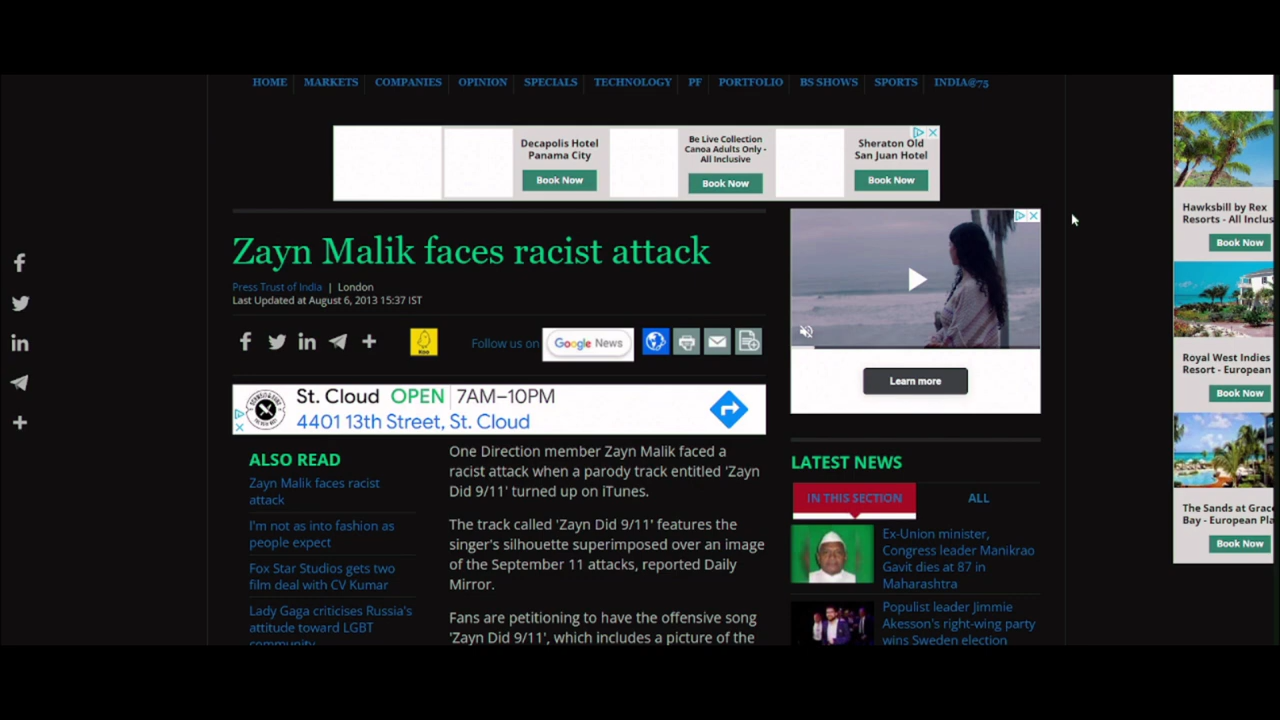 HOME MARKETS COMPANIES OPINION SPECIALS TECHNOLOGY PF PORTFOLIO BS SHOWS SPORTS INDIA@75
Decapolis Hotel
Panama City
Book Now
Be Live Collection
Canoa Adults Only -
All Inclusive
Book Now
Sheraton Old
San Juan Hotel
Book Now
Zayn Malik faces racist attack
Press Trust of India | London
Last Updated at August 6, 2013 15:37 IST
Follow us on Google News
St. Cloud OPEN 7AM–10PM
4401 13th Street, St. Cloud
ALSO READ
Zayn Malik faces racist
attack
I'm not as into fashion as
people expect
Fox Star Studios gets two
film deal with CV Kumar
Lady Gaga criticises Russia's
attitude toward LGBT
community
One Direction member Zayn Malik faced a
racist attack when a parody track entitled 'Zayn
Did 9/11' turned up on iTunes.
The track called 'Zayn Did 9/11' features the
singer's silhouette superimposed over an image
of the September 11 attacks, reported Daily
Mirror.
Fans are petitioning to have the offensive song
'Zayn Did 9/11', which includes a picture of the
Learn more
LATEST NEWS
IN THIS SECTION ALL
Ex-Union minister,
Congress leader Manikrao
Gavit dies at 87 in
Maharashtra
Populist leader Jimmie
Akesson's right-wing party
wins Sweden election
Hawksbill by Rex
Resorts - All Inclus
Book Now
Royal West Indies
Resort - European
Book Now
The Sands at Grace
Bay - European Pla
Book Now